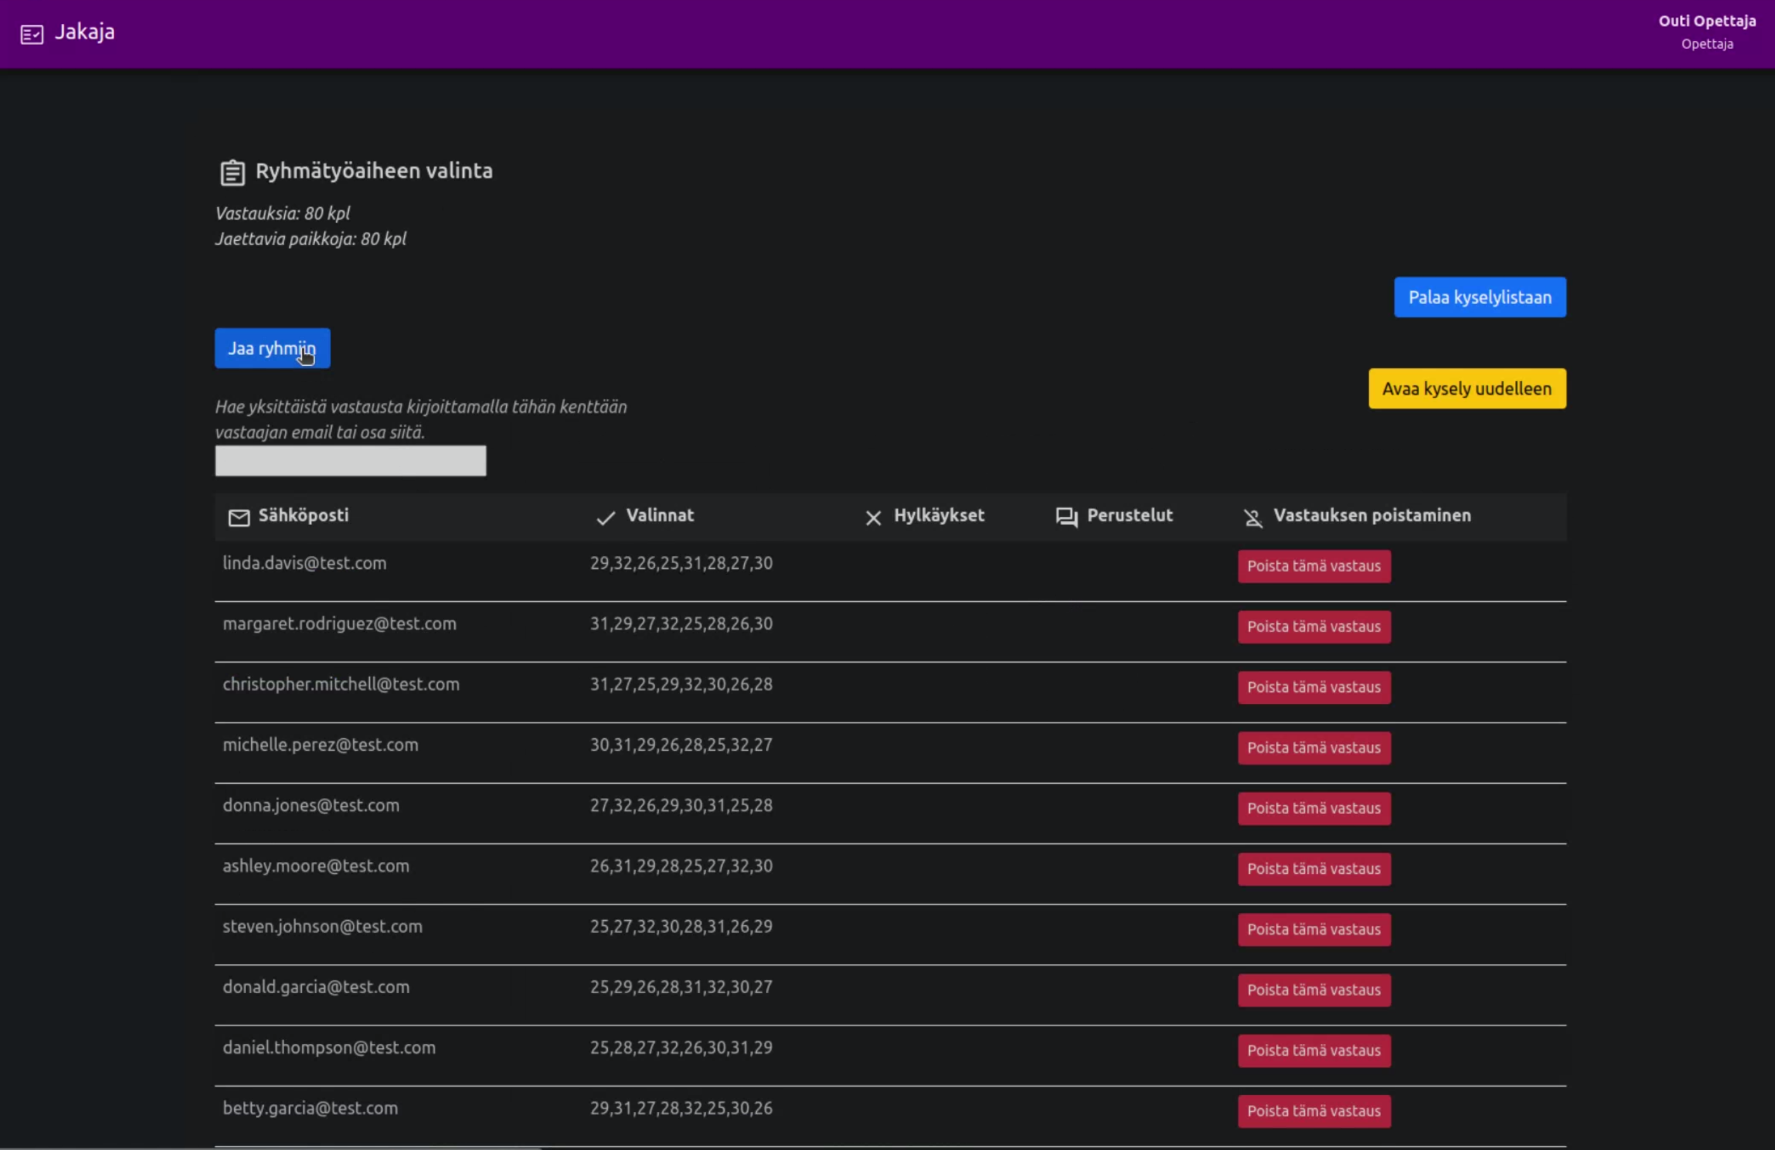 Jakaja
Outi Opettaja
Opettaja
Ryhmätyöaiheen valinta
Vastauksia: 80 kpl
Jaettavia paikkoja: 80 kpl
Palaa kyselylistaan
Jaa ryhmiin
Avaa kysely uudelleen
Hae yksittäistä vastausta kirjoittamalla tähän kenttään
vastaajan email tai osa siitä.
Sähköposti Valinnat Hylkäykset Perustelut Vastauksen poistaminen
linda.davis@test.com 29,32,26,25,31,28,27,30 Poista tämä vastaus
margaret.rodriguez@test.com 31,29,27,32,25,28,26,30 Poista tämä vastaus
christopher.mitchell@test.com 31,27,25,29,32,30,26,28 Poista tämä vastaus
michelle.perez@test.com 30,31,29,26,28,25,32,27 Poista tämä vastaus
donna.jones@test.com 27,32,26,29,30,31,25,28 Poista tämä vastaus
ashley.moore@test.com 26,31,29,28,25,27,32,30 Poista tämä vastaus
steven.johnson@test.com 25,27,32,30,28,31,26,29 Poista tämä vastaus
donald.garcia@test.com 25,29,26,28,31,32,30,27 Poista tämä vastaus
daniel.thompson@test.com 25,28,27,32,26,30,31,29 Poista tämä vastaus
betty.garcia@test.com 29,31,27,28,32,25,30,26 Poista tämä vastaus